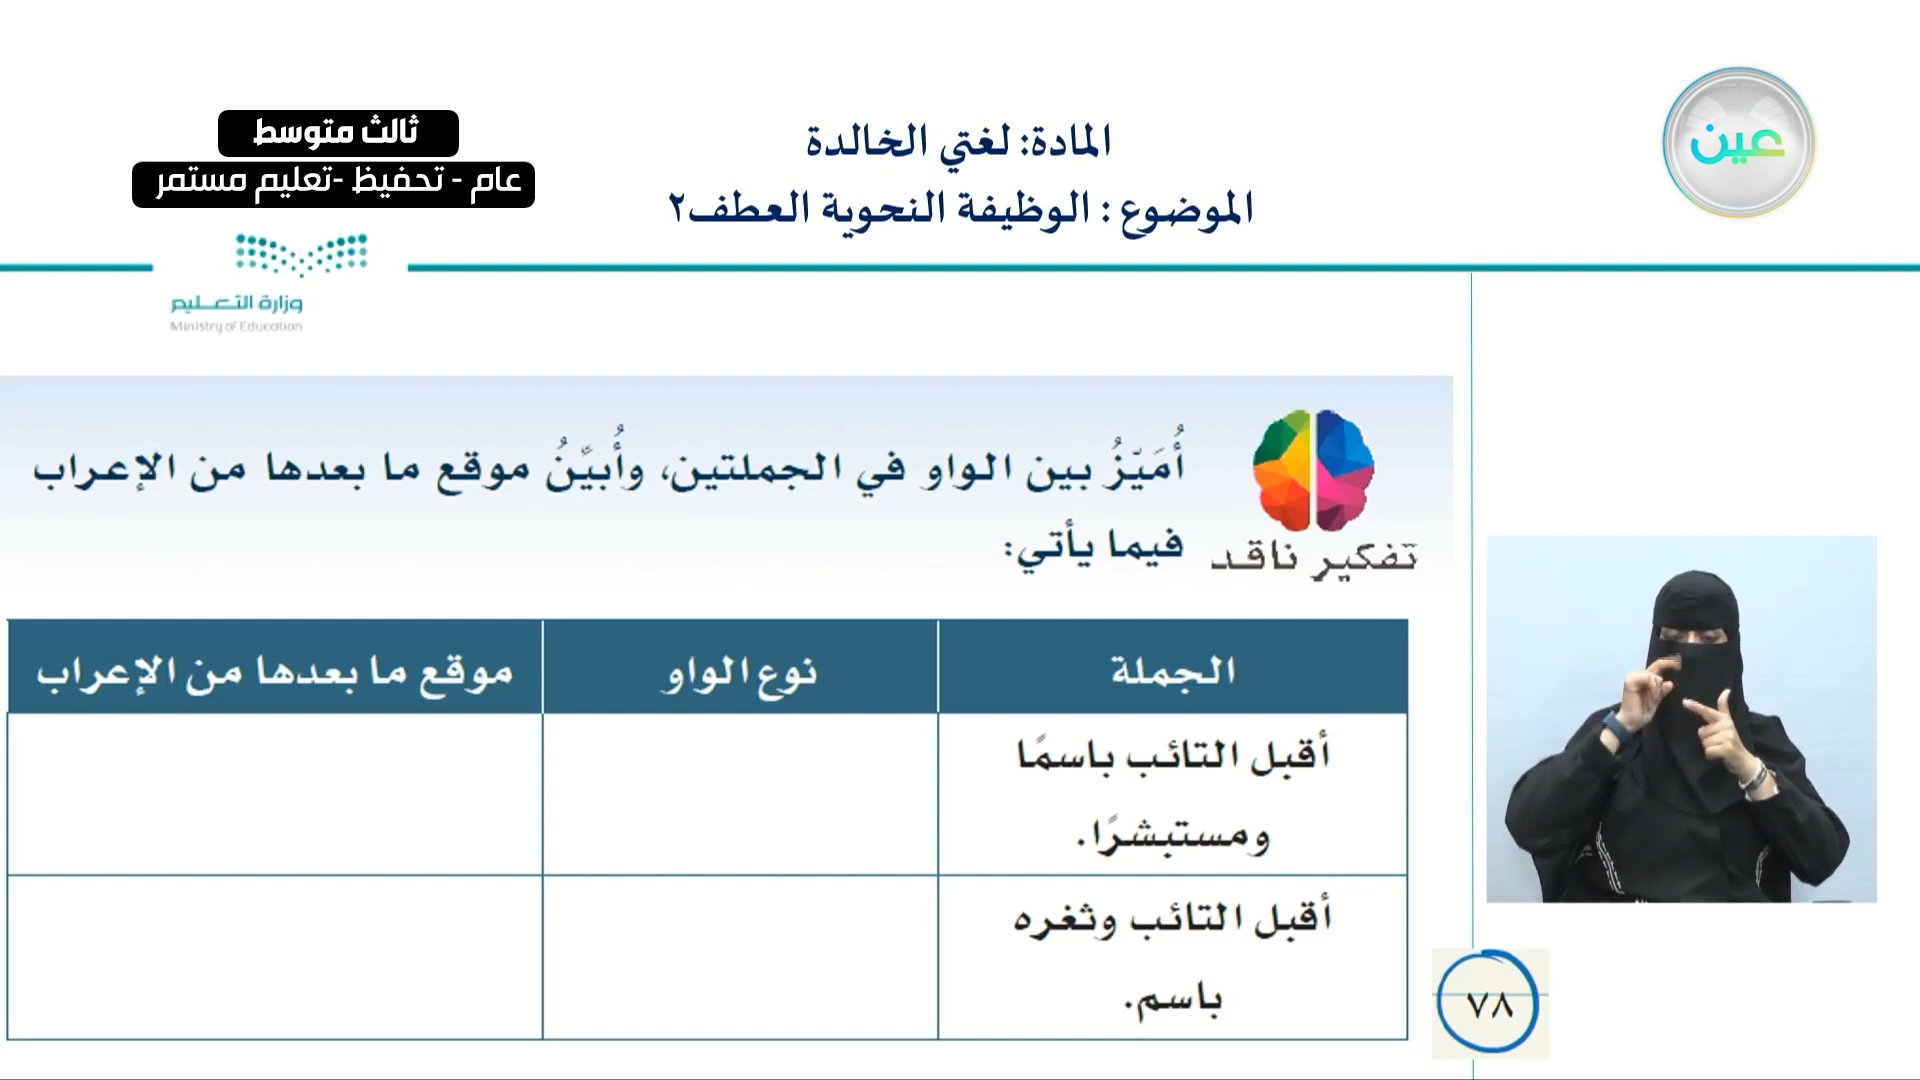 عين
المادة: لغتي الخالدة
الموضوع : الوظيفة النحوية العطف٢
ثالث متوسط
عام - تحفيظ -تعليم مستمر
وزارة التعـــليم
Ministry of Education
أُمَيّزُ بين الواو في الجملتين، وأُبيّنُ موقع ما بعدها من الإعراب
فيما يأتي:
تفكير ناقد
الجملة
نوع الواو
موقع ما بعدها من الإعراب
أقبل التائب باسمًا
ومستبشرًا.
أقبل التائب وثغره
باسم.
٧٨